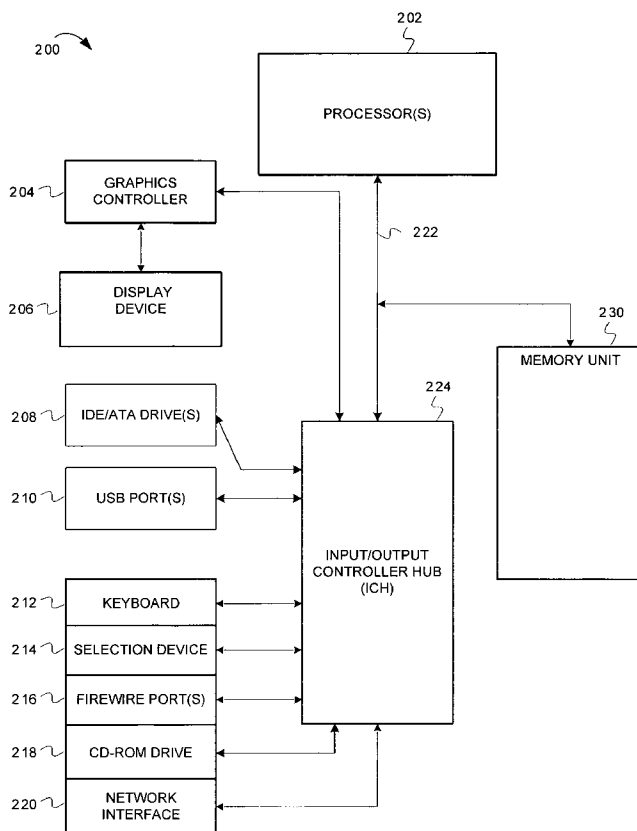 200
202
PROCESSOR(S)
204
GRAPHICS
CONTROLLER
222
206
DISPLAY
DEVICE
230
MEMORY UNIT
208
IDE/ATA DRIVE(S)
224
210
USB PORT(S)
INPUT/OUTPUT
CONTROLLER HUB
(ICH)
212
KEYBOARD
214
SELECTION DEVICE
216
FIREWIRE PORT(S)
218
CD-ROM DRIVE
220
NETWORK
INTERFACE